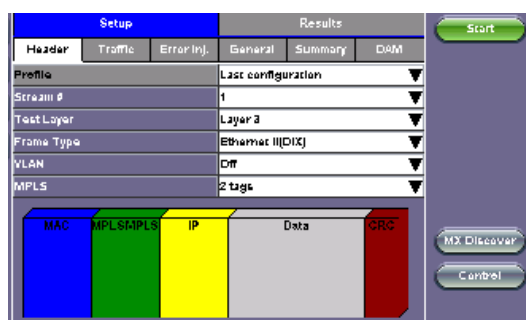 Setup Results Start
Header Traffic Error Inj. General Summary DAM
Profile Last configuration
Stream # 1
Test Layer Layer 3
Frame Type Ethernet II(DIX)
VLAN Off
MPLS 2 tags
MAC MPLS MPLS IP Data CRC
MX Discover
Control